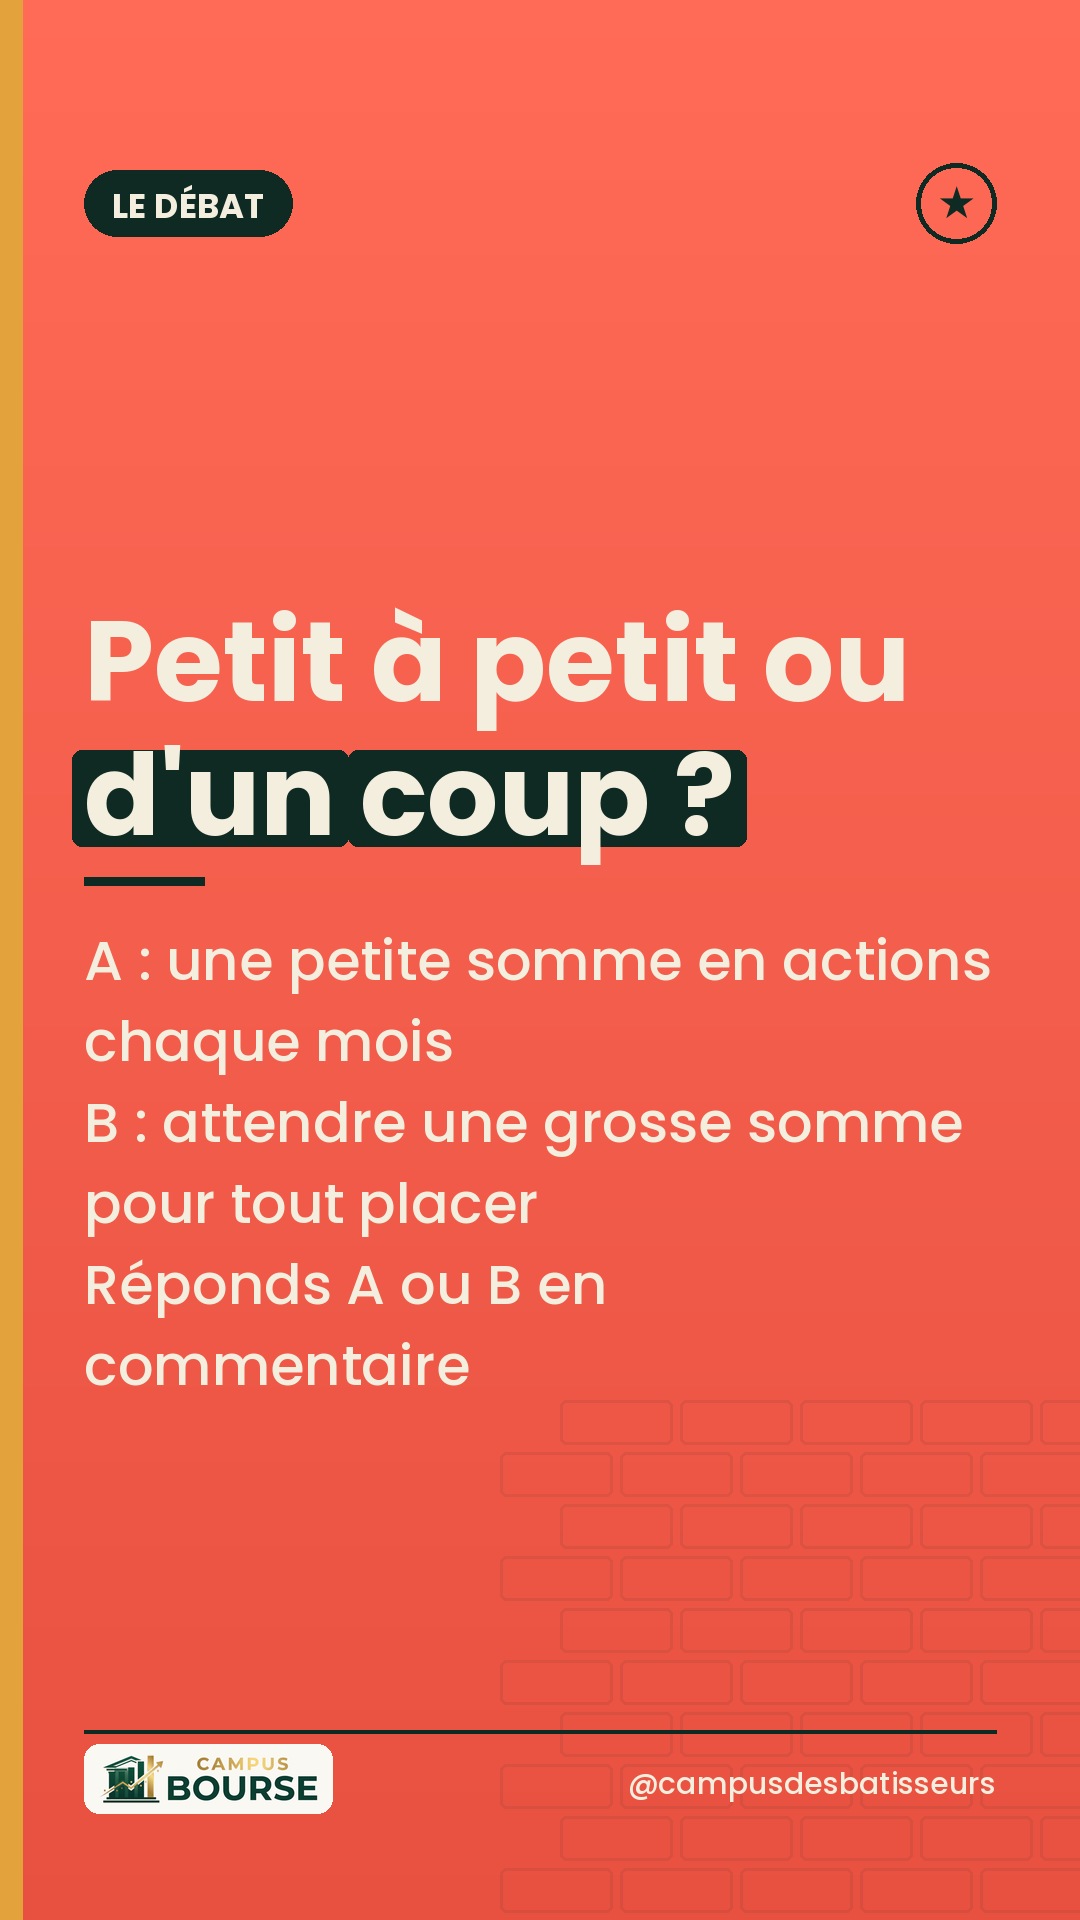 LE DÉBAT
★
Petit à petit ou
d'un coup ?
A : une petite somme en actions
chaque mois
B : attendre une grosse somme
pour tout placer
Réponds A ou B en
commentaire
CAMPUS
BOURSE
@campusdesbatisseurs